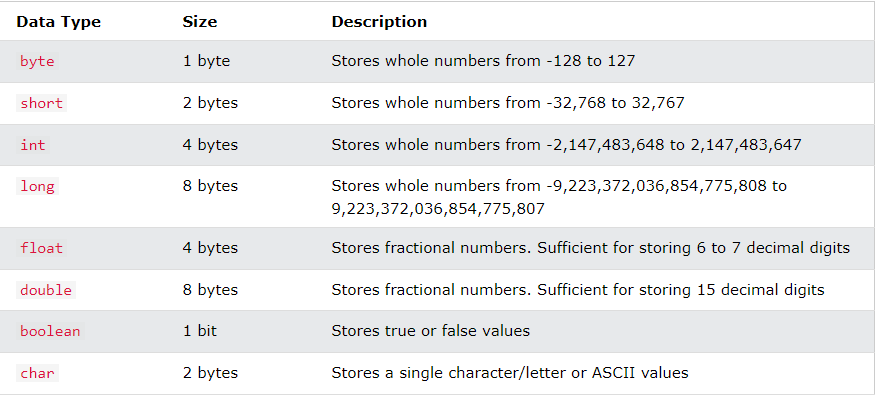 Data Type Size Description
byte 1 byte Stores whole numbers from -128 to 127
short 2 bytes Stores whole numbers from -32,768 to 32,767
int 4 bytes Stores whole numbers from -2,147,483,648 to 2,147,483,647
long 8 bytes Stores whole numbers from -9,223,372,036,854,775,808 to
9,223,372,036,854,775,807
float 4 bytes Stores fractional numbers. Sufficient for storing 6 to 7 decimal digits
double 8 bytes Stores fractional numbers. Sufficient for storing 15 decimal digits
boolean 1 bit Stores true or false values
char 2 bytes Stores a single character/letter or ASCII values